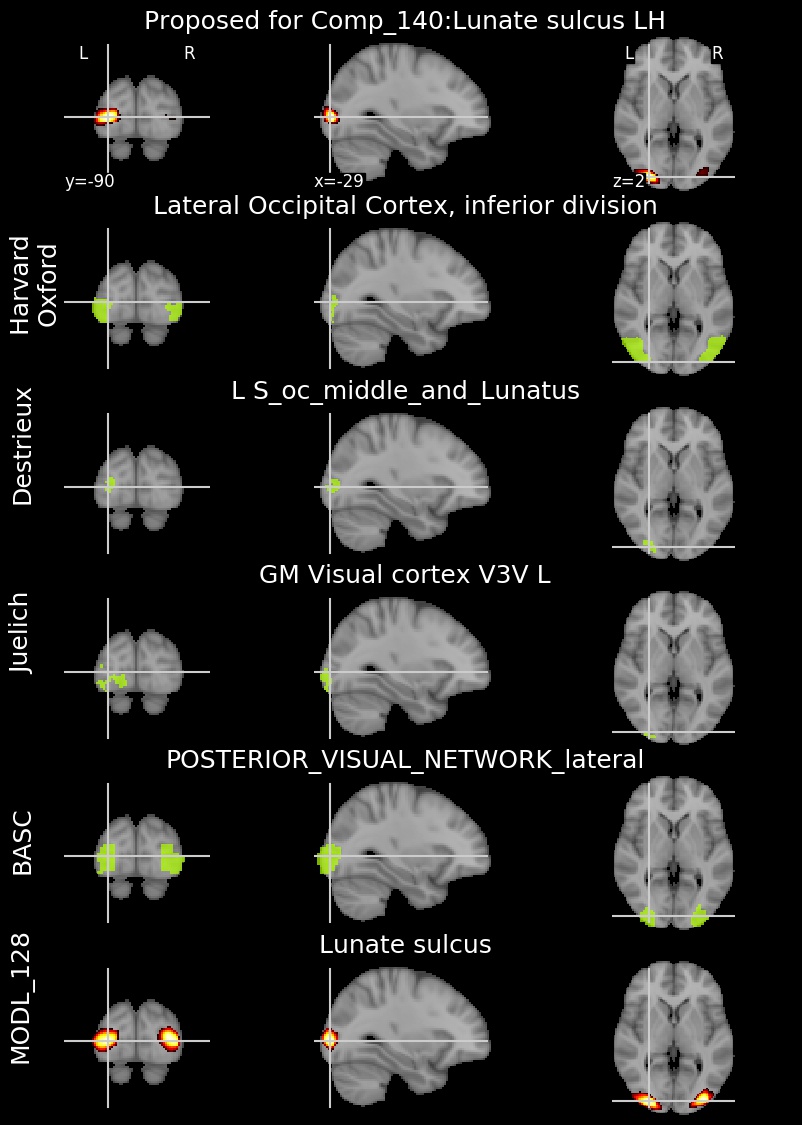 Proposed for Comp_140:Lunate sulcus LH
L R
L R
y=-90
x=-29
z=2
Lateral Occipital Cortex, inferior division
Harvard
Oxford
L S_oc_middle_and_Lunatus
Destrieux
GM Visual cortex V3V L
Juelich
POSTERIOR_VISUAL_NETWORK_lateral
BASC
Lunate sulcus
MODL_128